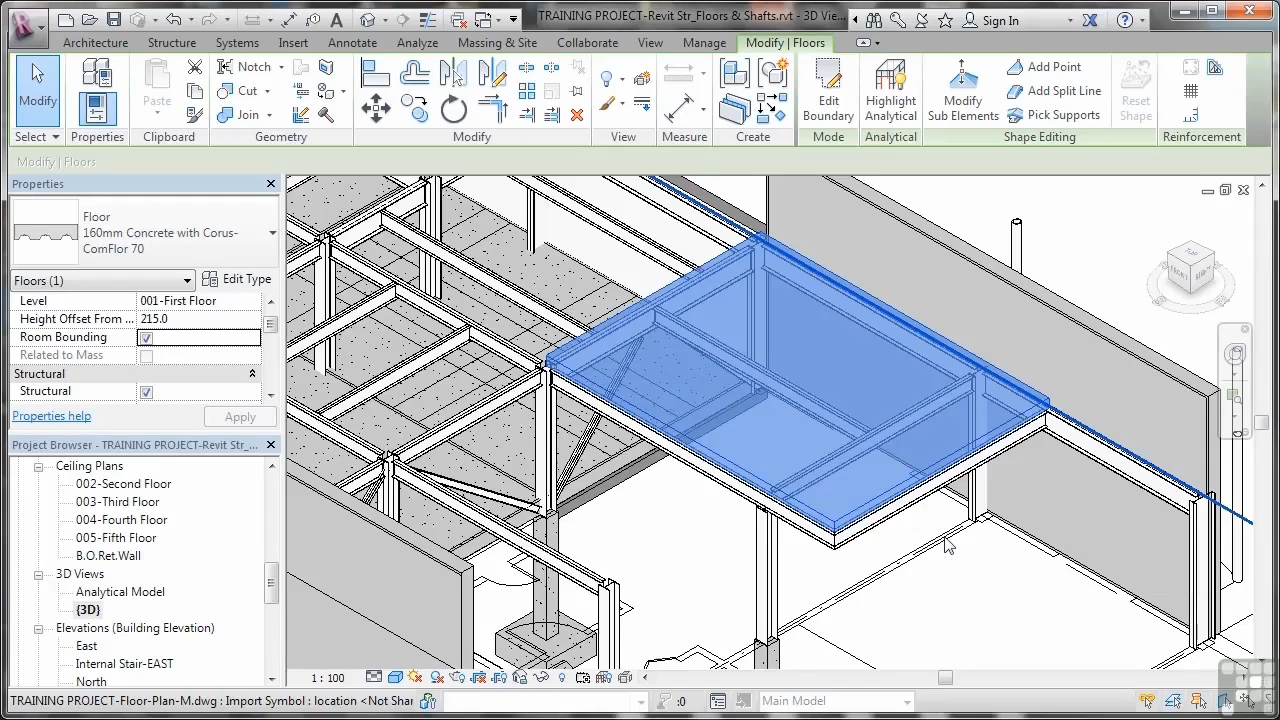 TRAINING PROJECT-Revit Str_Floors & Shafts.rvt - 3D Vie...
Sign In
Architecture Structure Systems Insert Annotate Analyze Massing & Site Collaborate View Manage Modify | Floors
Modify
Select
Properties
Paste
Clipboard
Notch
Cut
Join
Geometry
Modify
View
Measure
Create
Edit Boundary
Mode
Highlight Analytical
Analytical
Modify Sub Elements
Add Point
Add Split Line
Pick Supports
Reset Shape
Shape Editing
Reinforcement
Modify | Floors
Properties
Floor
160mm Concrete with Corus-
ComFlor 70
Floors (1)
Edit Type
Level 001-First Floor
Height Offset From ... 215.0
Room Bounding
Related to Mass
Structural
Structural
Properties help
Apply
Project Browser - TRAINING PROJECT-Revit Str_...
Ceiling Plans
002-Second Floor
003-Third Floor
004-Fourth Floor
005-Fifth Floor
B.O.Ret.Wall
3D Views
Analytical Model
{3D}
Elevations (Building Elevation)
East
Internal Stair-EAST
North
FRONT
1 : 100
TRAINING PROJECT-Floor-Plan-M.dwg : Import Symbol : location <Not Shar
:0
Main Model